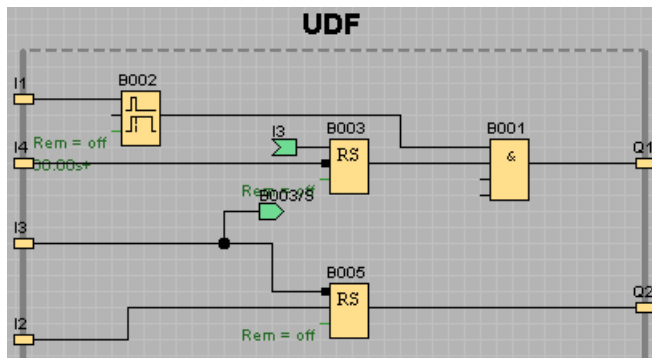 UDF
I1
B002
Rem = off
00.00s+
I4
I3
B003
RS
Rem = off
B001
&
Q1
B003/S
I3
B005
RS
Rem = off
Q2
I2